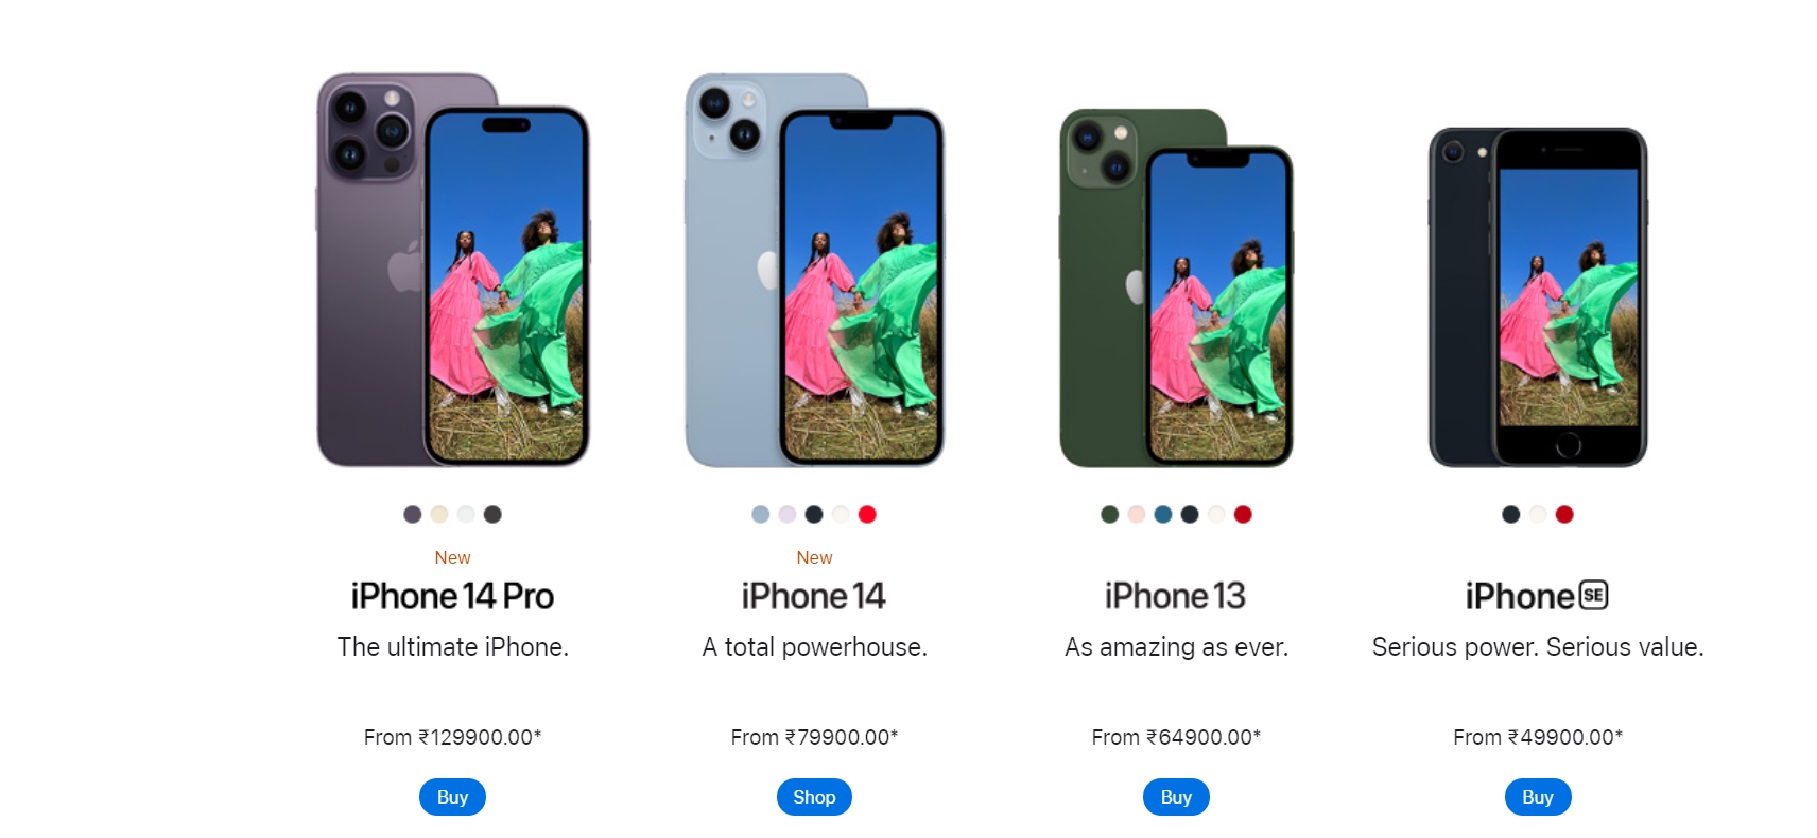 New
iPhone 14 Pro
The ultimate iPhone.
From ₹129900.00*
Buy
New
iPhone 14
A total powerhouse.
From ₹79900.00*
Shop
iPhone 13
As amazing as ever.
From ₹64900.00*
Buy
iPhone SE
Serious power. Serious value.
From ₹49900.00*
Buy